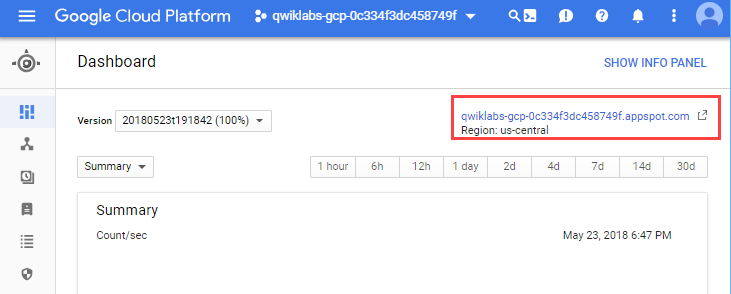 Google Cloud Platform qwiklabs-gcp-0c334f3dc458749f
Dashboard SHOW INFO PANEL
Version 20180523t191842 (100%) qwiklabs-gcp-0c334f3dc458749f.appspot.com
Region: us-central
Summary 1 hour 6h 12h 1 day 2d 4d 7d 14d 30d
Summary
Count/sec May 23, 2018 6:47 PM